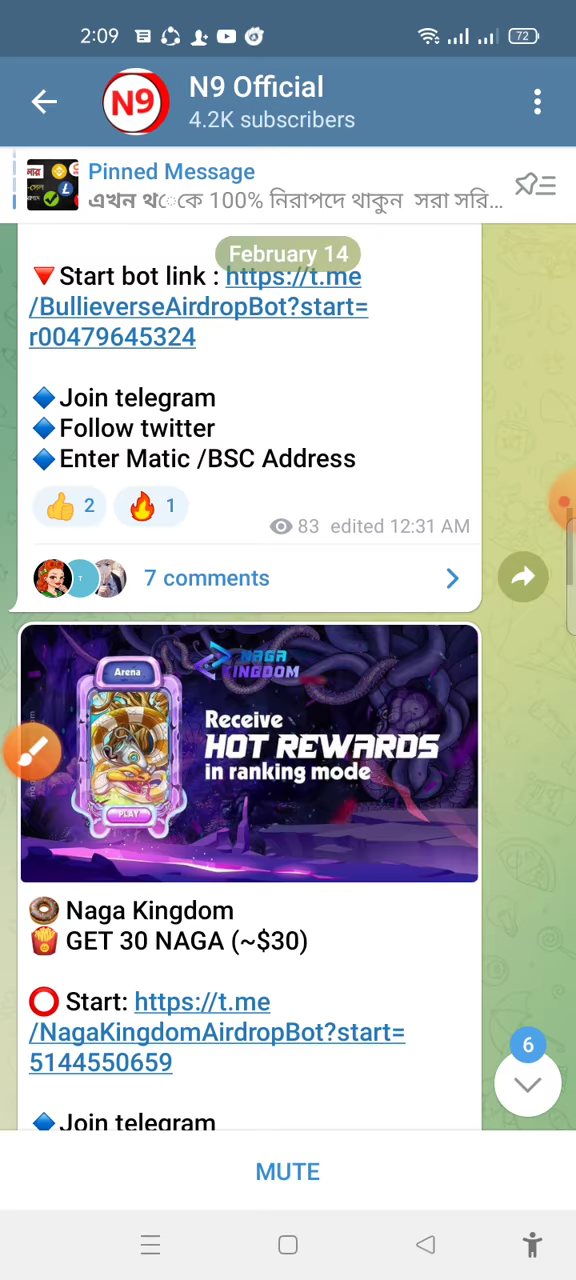 2:09
72
N9
N9 Official
4.2K subscribers
Pinned Message
এখন থেকে 100% নিরাপদে থাকুন সরা সরি...
February 14
🔻Start bot link : https://t.me
/BullieverseAirdropBot?start=
r00479645324
🔷Join telegram
🔷Follow twitter
🔷Enter Matic /BSC Address
👍 2 🔥 1
83 edited 12:31 AM
T
7 comments
NAGA
KINGDOM
Arena
Receive
HOT REWARDS
in ranking mode
PLAY
🍩 Naga Kingdom
🍟 GET 30 NAGA (~$30)
⭕ Start: https://t.me
/NagaKingdomAirdropBot?start=
5144550659
6
🔷Join telegram
MUTE